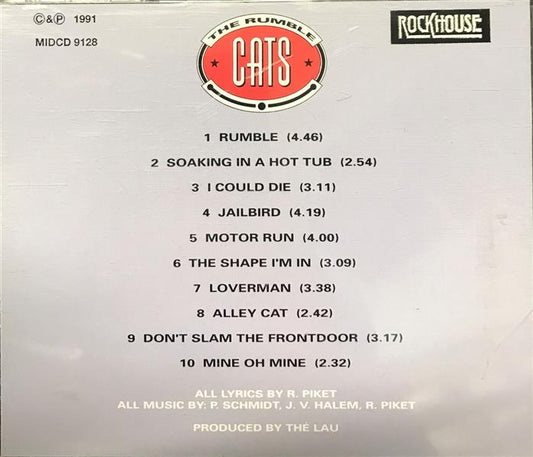 ©&℗ 1991
MIDCD 9128
THE RUMBLE
CATS
ROCKHOUSE
1 RUMBLE (4.46)
2 SOAKING IN A HOT TUB (2.54)
3 I COULD DIE (3.11)
4 JAILBIRD (4.19)
5 MOTOR RUN (4.00)
6 THE SHAPE I'M IN (3.09)
7 LOVERMAN (3.38)
8 ALLEY CAT (2.42)
9 DON'T SLAM THE FRONTDOOR (3.17)
10 MINE OH MINE (2.32)
ALL LYRICS BY R. PIKET
ALL MUSIC BY: P. SCHMIDT, J. V. HALEM, R. PIKET
PRODUCED BY THÉ LAU